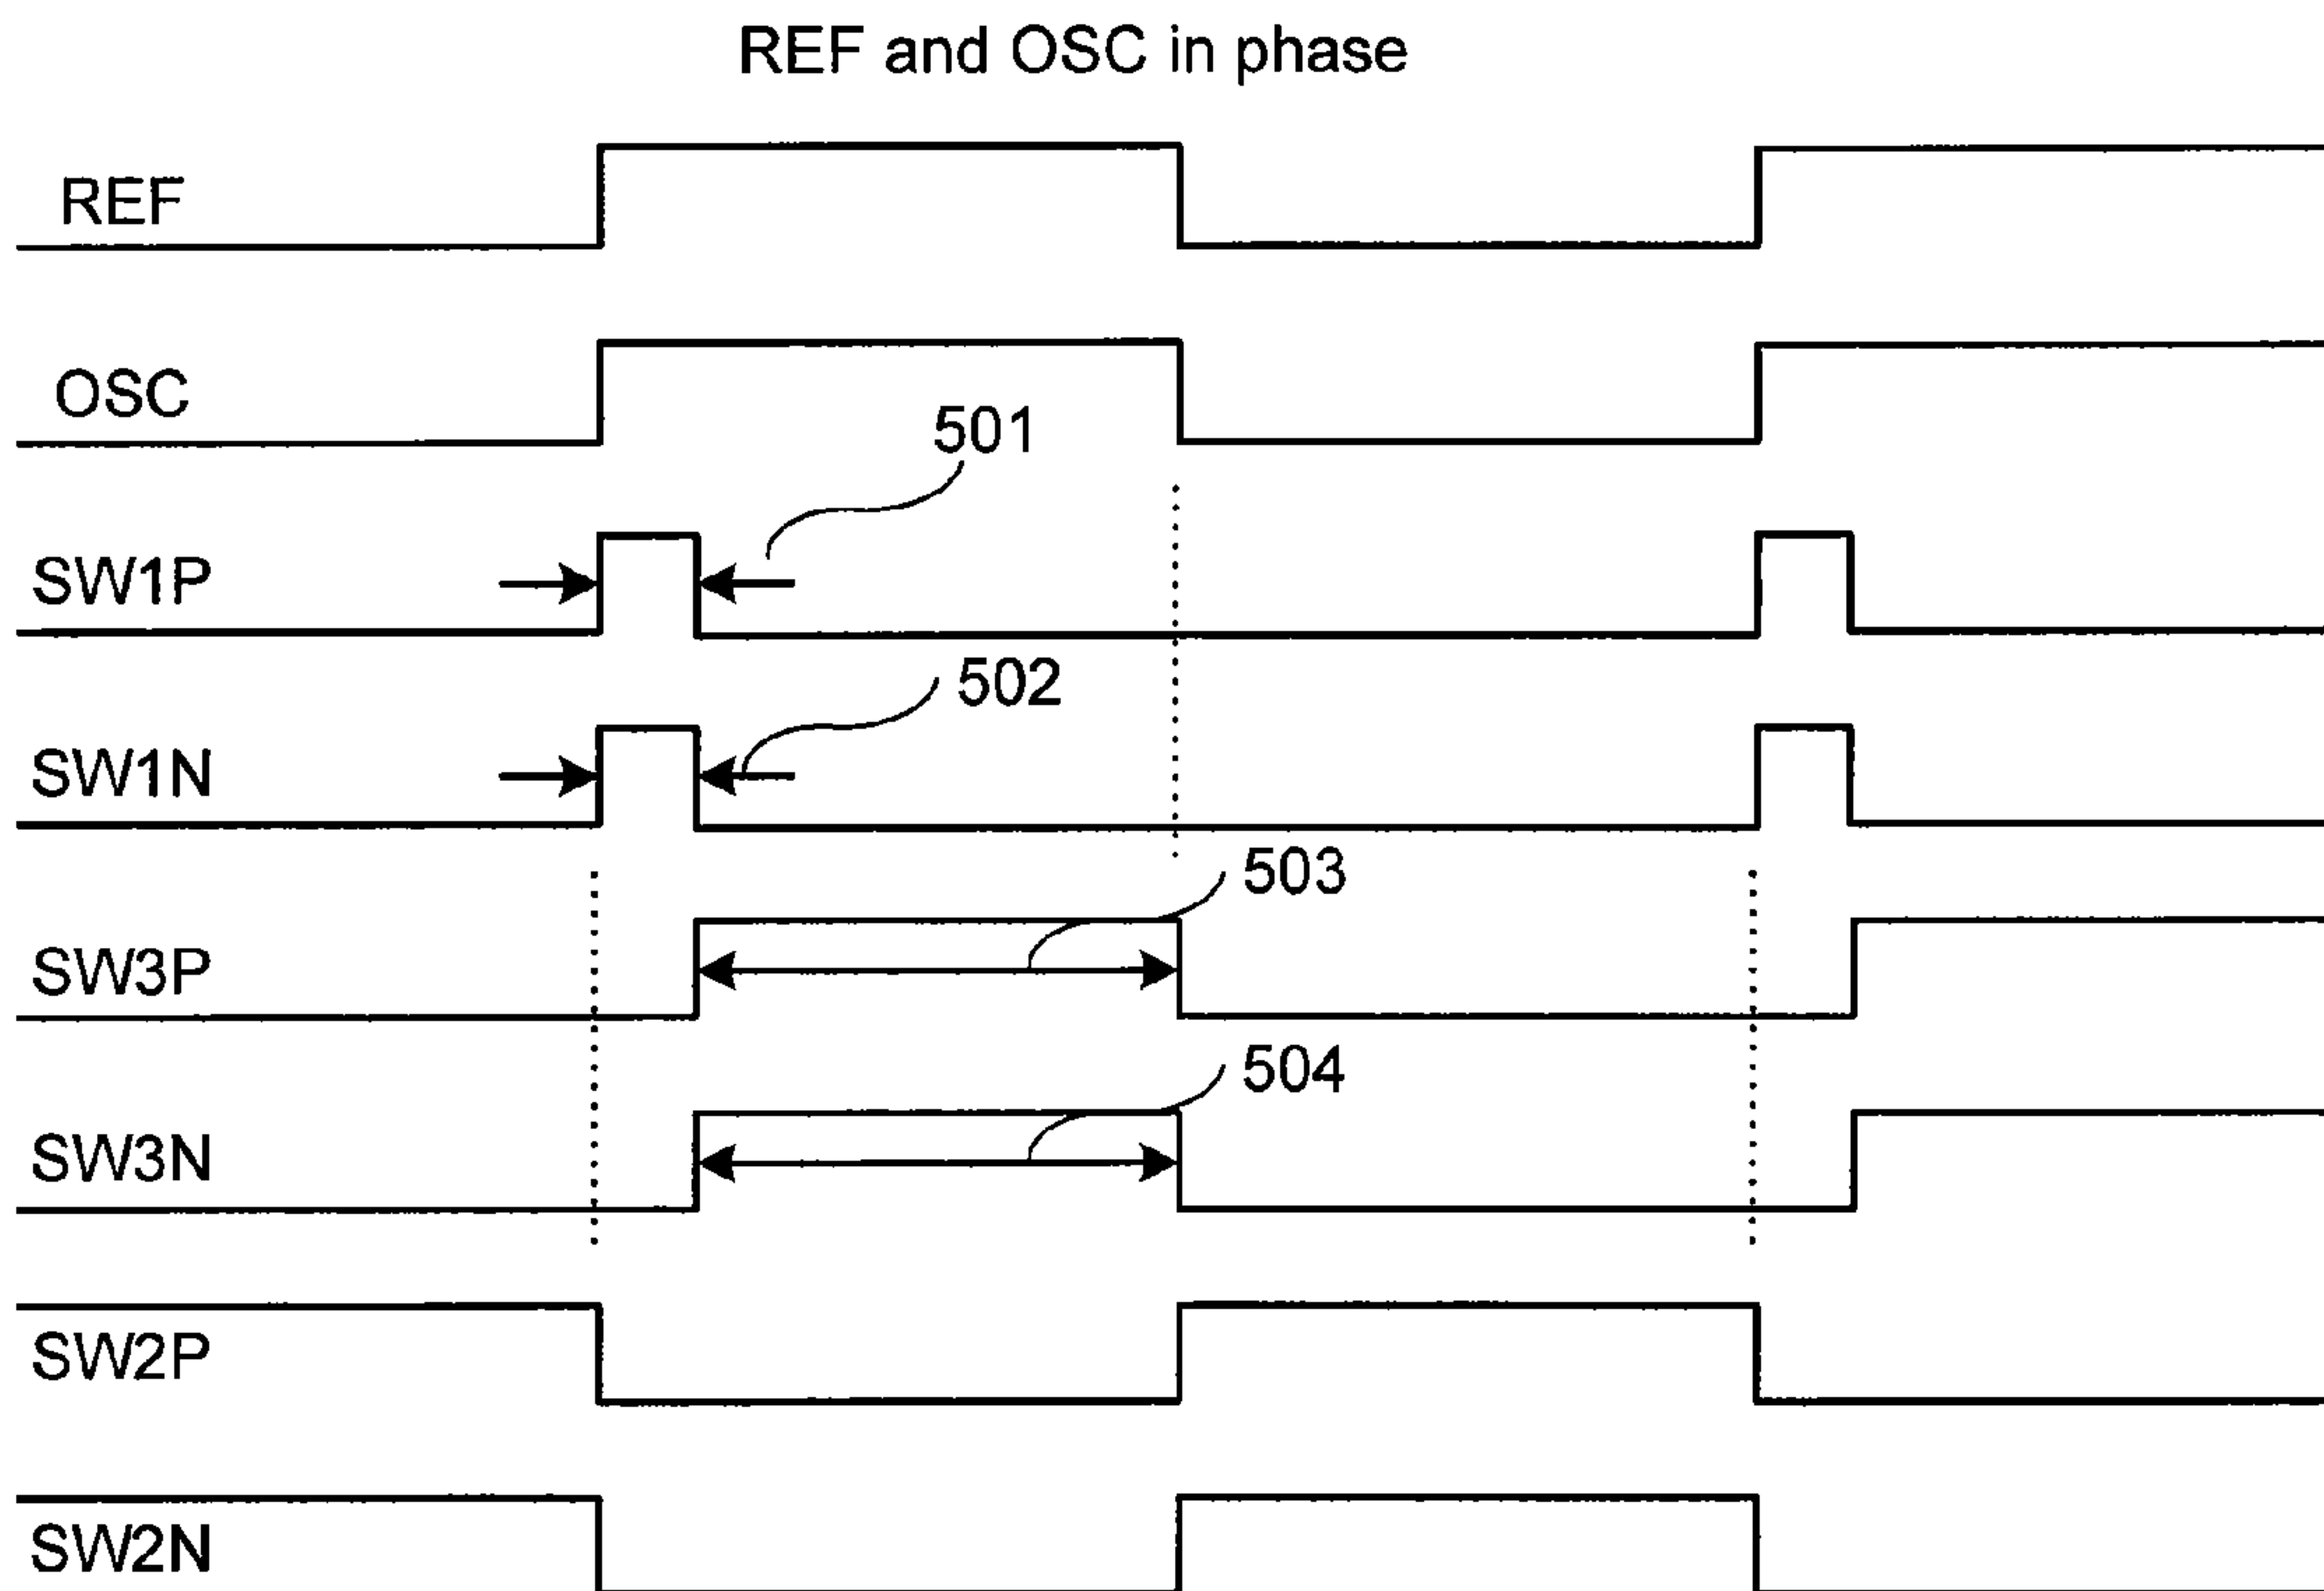 REF and OSC in phase
REF
OSC
501
SW1P
502
SW1N
503
SW3P
504
SW3N
SW2P
SW2N